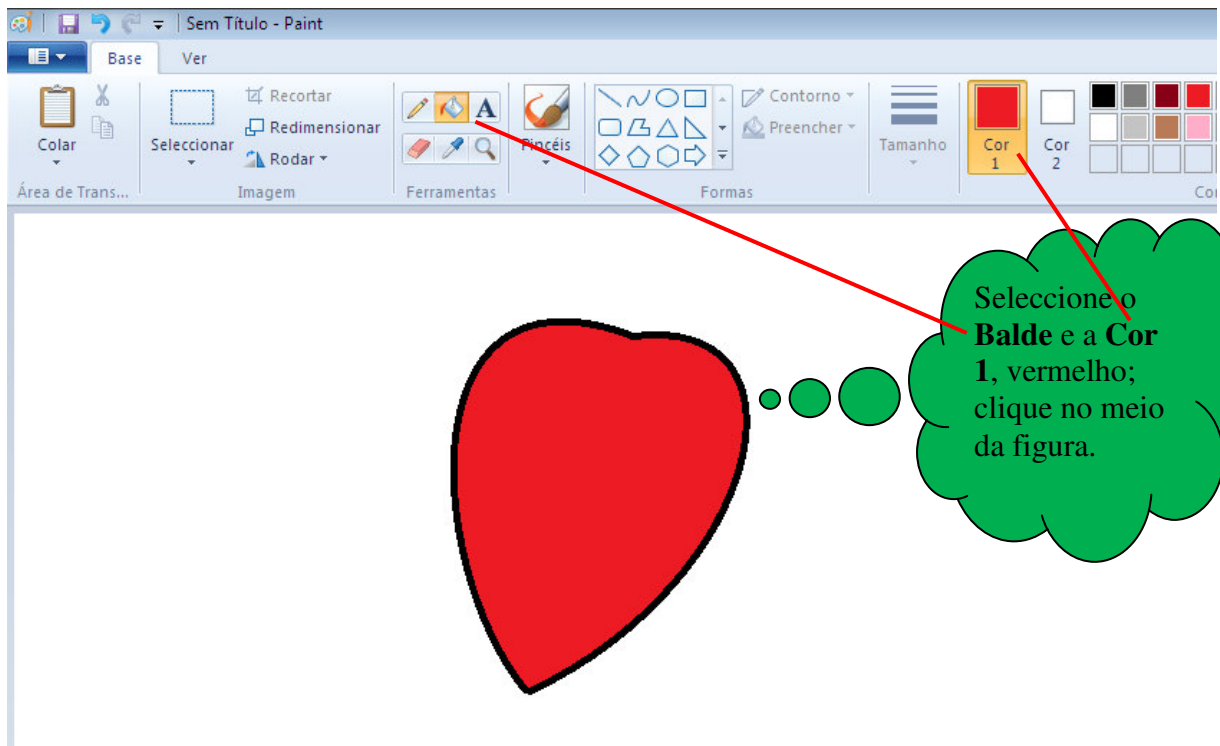 Sem Título - Paint
Base Ver
Colar
Seleccionar
Recortar
Redimensionar
Rodar
A
Pincéis
Contorno
Preencher
Tamanho
Cor 1
Cor 2
Área de Trans...
Imagem
Ferramentas
Formas
Seleccione o
Balde e a Cor
1, vermelho;
clique no meio
da figura.